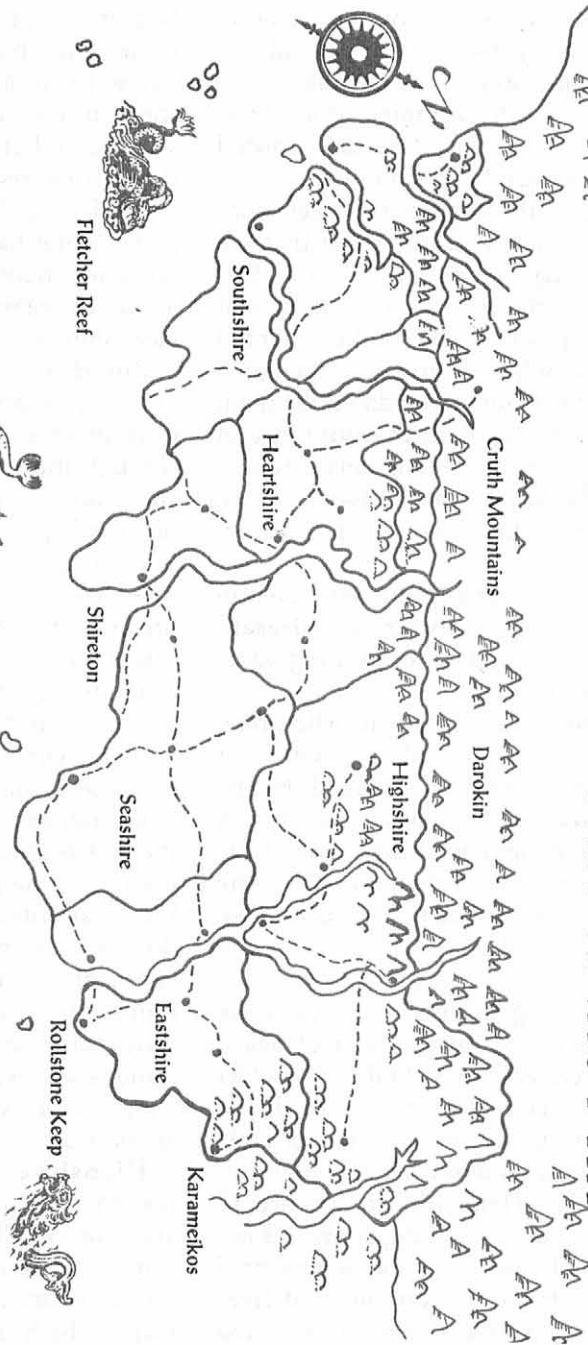 Fletcher Reef
Southshire
Heartshire
Cruth Mountains
Shireton
Darokin
Highshire
Seashire
Eastshire
Rollstone Keep
Karameikos
N